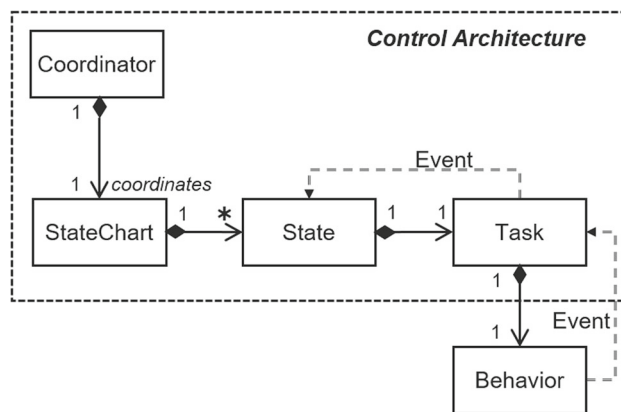 Control Architecture
Coordinator
1
1
coordinates
Event
StateChart
1
*
State
1
1
Task
1
Event
1
Behavior